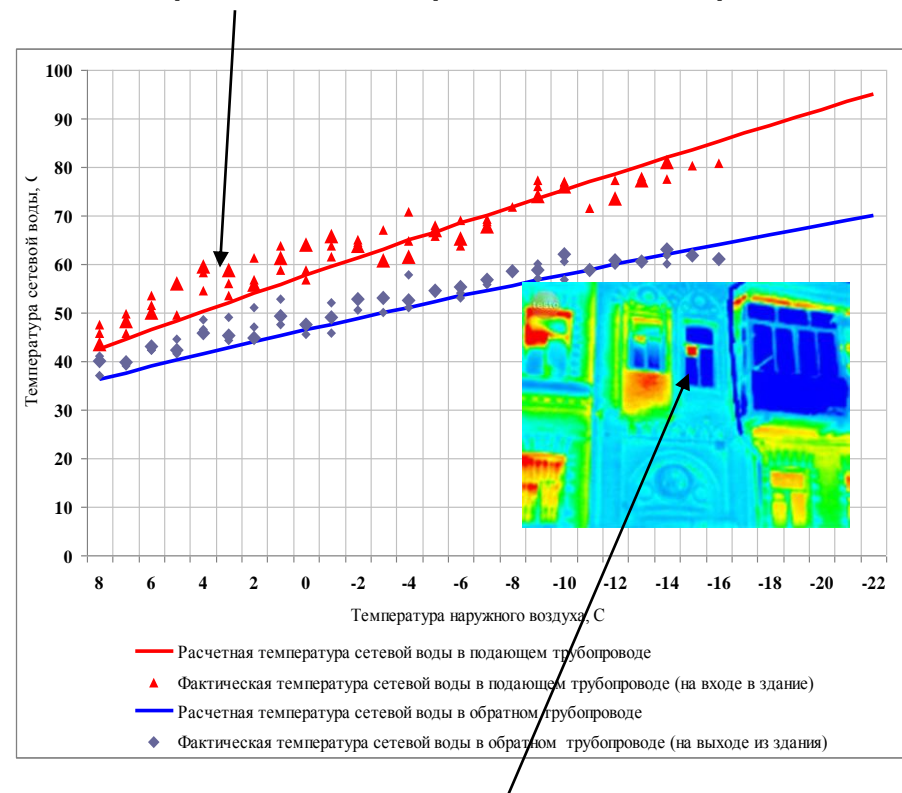 100
90
80
70
60
50
40
30
20
10
0
Температура сетевой воды, (
8 6 4 2 0 -2 -4 -6 -8 -10 -12 -14 -16 -18 -20 -22
Температура наружного воздуха, С
Расчетная температура сетевой воды в подающем трубопроводе
Фактическая температура сетевой воды в подающем трубопроводе (на входе в здание)
Расчетная температура сетевой воды в обратном трубопроводе
Фактическая температура сетевой воды в обратном трубопроводе (на выходе из здания)